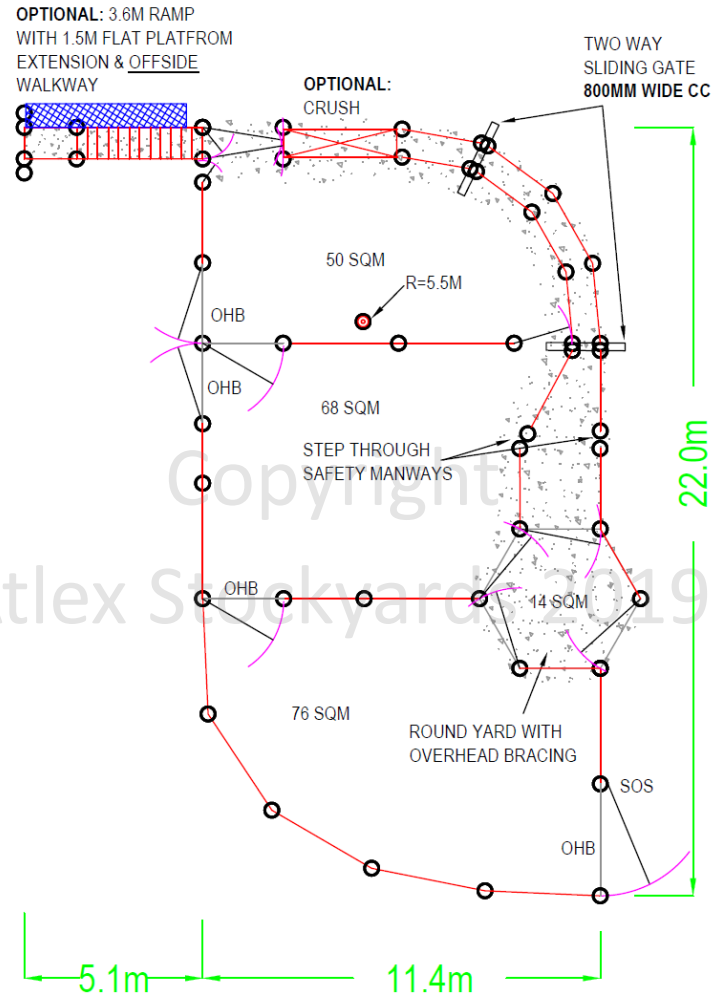 OPTIONAL: 3.6M RAMP
WITH 1.5M FLAT PLATFROM
EXTENSION & OFFSIDE
WALKWAY
OPTIONAL:
CRUSH
TWO WAY
SLIDING GATE
800MM WIDE CC
50 SQM
R=5.5M
OHB
OHB
68 SQM
STEP THROUGH
SAFETY MANWAYS
22.0m
Copyright
tlex Stockyards 2019
OHB
14 SQM
76 SQM
ROUND YARD WITH
OVERHEAD BRACING
SOS
OHB
5.1m
11.4m